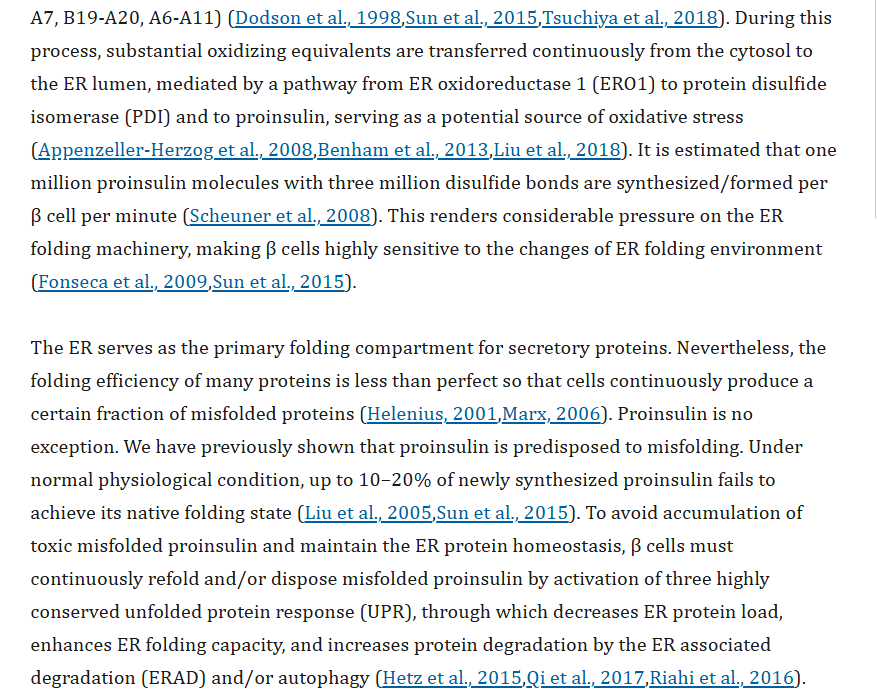 A7, B19-A20, A6-A11) (Dodson et al., 1998,Sun et al., 2015,Tsuchiya et al., 2018). During this
process, substantial oxidizing equivalents are transferred continuously from the cytosol to
the ER lumen, mediated by a pathway from ER oxidoreductase 1 (ERO1) to protein disulfide
isomerase (PDI) and to proinsulin, serving as a potential source of oxidative stress
(Appenzeller-Herzog et al., 2008,Benham et al., 2013,Liu et al., 2018). It is estimated that one
million proinsulin molecules with three million disulfide bonds are synthesized/formed per
β cell per minute (Scheuner et al., 2008). This renders considerable pressure on the ER
folding machinery, making β cells highly sensitive to the changes of ER folding environment
(Fonseca et al., 2009,Sun et al., 2015).
The ER serves as the primary folding compartment for secretory proteins. Nevertheless, the
folding efficiency of many proteins is less than perfect so that cells continuously produce a
certain fraction of misfolded proteins (Helenius, 2001,Marx, 2006). Proinsulin is no
exception. We have previously shown that proinsulin is predisposed to misfolding. Under
normal physiological condition, up to 10–20% of newly synthesized proinsulin fails to
achieve its native folding state (Liu et al., 2005,Sun et al., 2015). To avoid accumulation of
toxic misfolded proinsulin and maintain the ER protein homeostasis, β cells must
continuously refold and/or dispose misfolded proinsulin by activation of three highly
conserved unfolded protein response (UPR), through which decreases ER protein load,
enhances ER folding capacity, and increases protein degradation by the ER associated
degradation (ERAD) and/or autophagy (Hetz et al., 2015,Qi et al., 2017,Riahi et al., 2016).